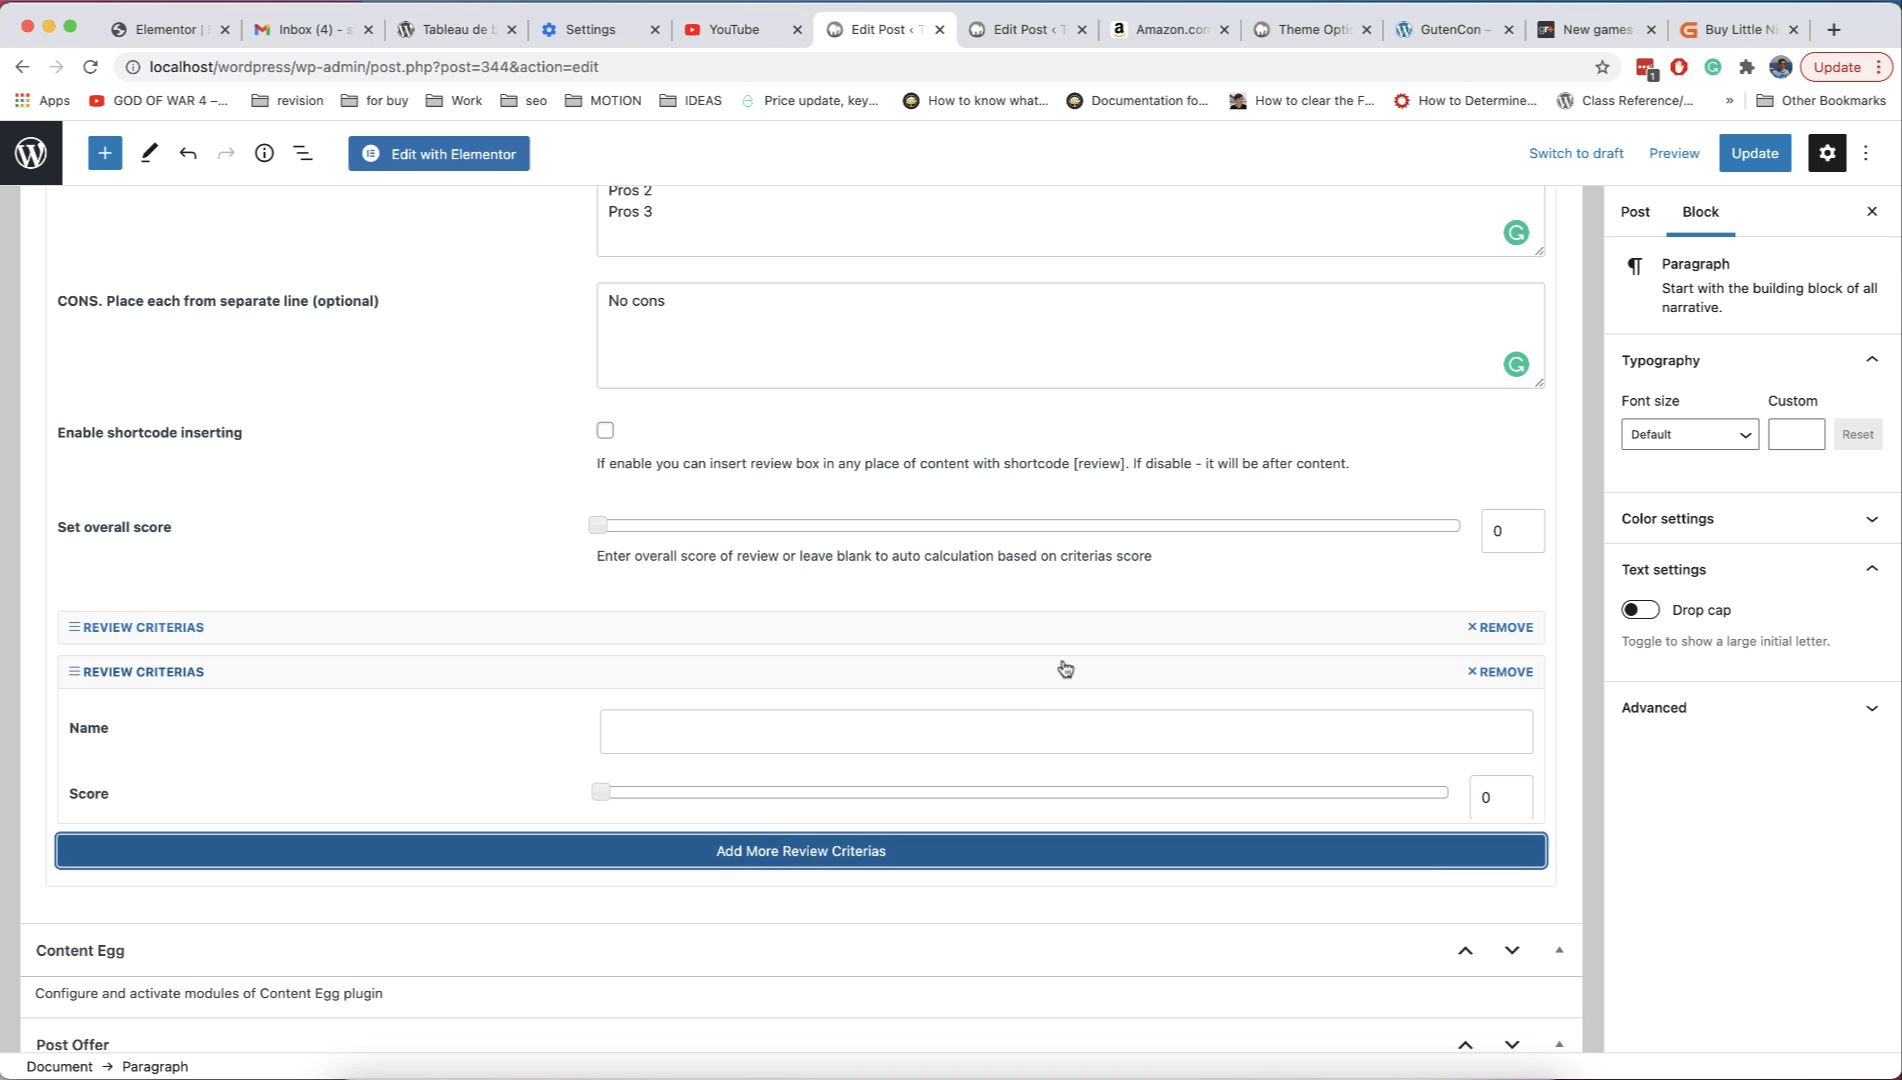 Elementor |
Inbox (4) - s
Tableau de b
Settings
YouTube
Edit Post ‹ T
Edit Post ‹ T
Amazon.com
Theme Optio
GutenCon –
New games
Buy Little Ni
localhost/wordpress/wp-admin/post.php?post=344&action=edit
1
Update
Apps
GOD OF WAR 4 –...
revision
for buy
Work
seo
MOTION
IDEAS
Price update, key...
How to know what...
Documentation fo...
How to clear the F...
How to Determine...
Class Reference/...
»
Other Bookmarks
Edit with Elementor
Switch to draft
Preview
Update
Pros 2
Pros 3
CONS. Place each from separate line (optional)
No cons
Enable shortcode inserting
If enable you can insert review box in any place of content with shortcode [review]. If disable - it will be after content.
Set overall score
0
Enter overall score of review or leave blank to auto calculation based on criterias score
REVIEW CRITERIAS
× REMOVE
REVIEW CRITERIAS
× REMOVE
Name
Score
0
Add More Review Criterias
Content Egg
Configure and activate modules of Content Egg plugin
Post Offer
Document → Paragraph
Post
Block
Paragraph
Start with the building block of all
narrative.
Typography
Font size
Custom
Default
Reset
Color settings
Text settings
Drop cap
Toggle to show a large initial letter.
Advanced